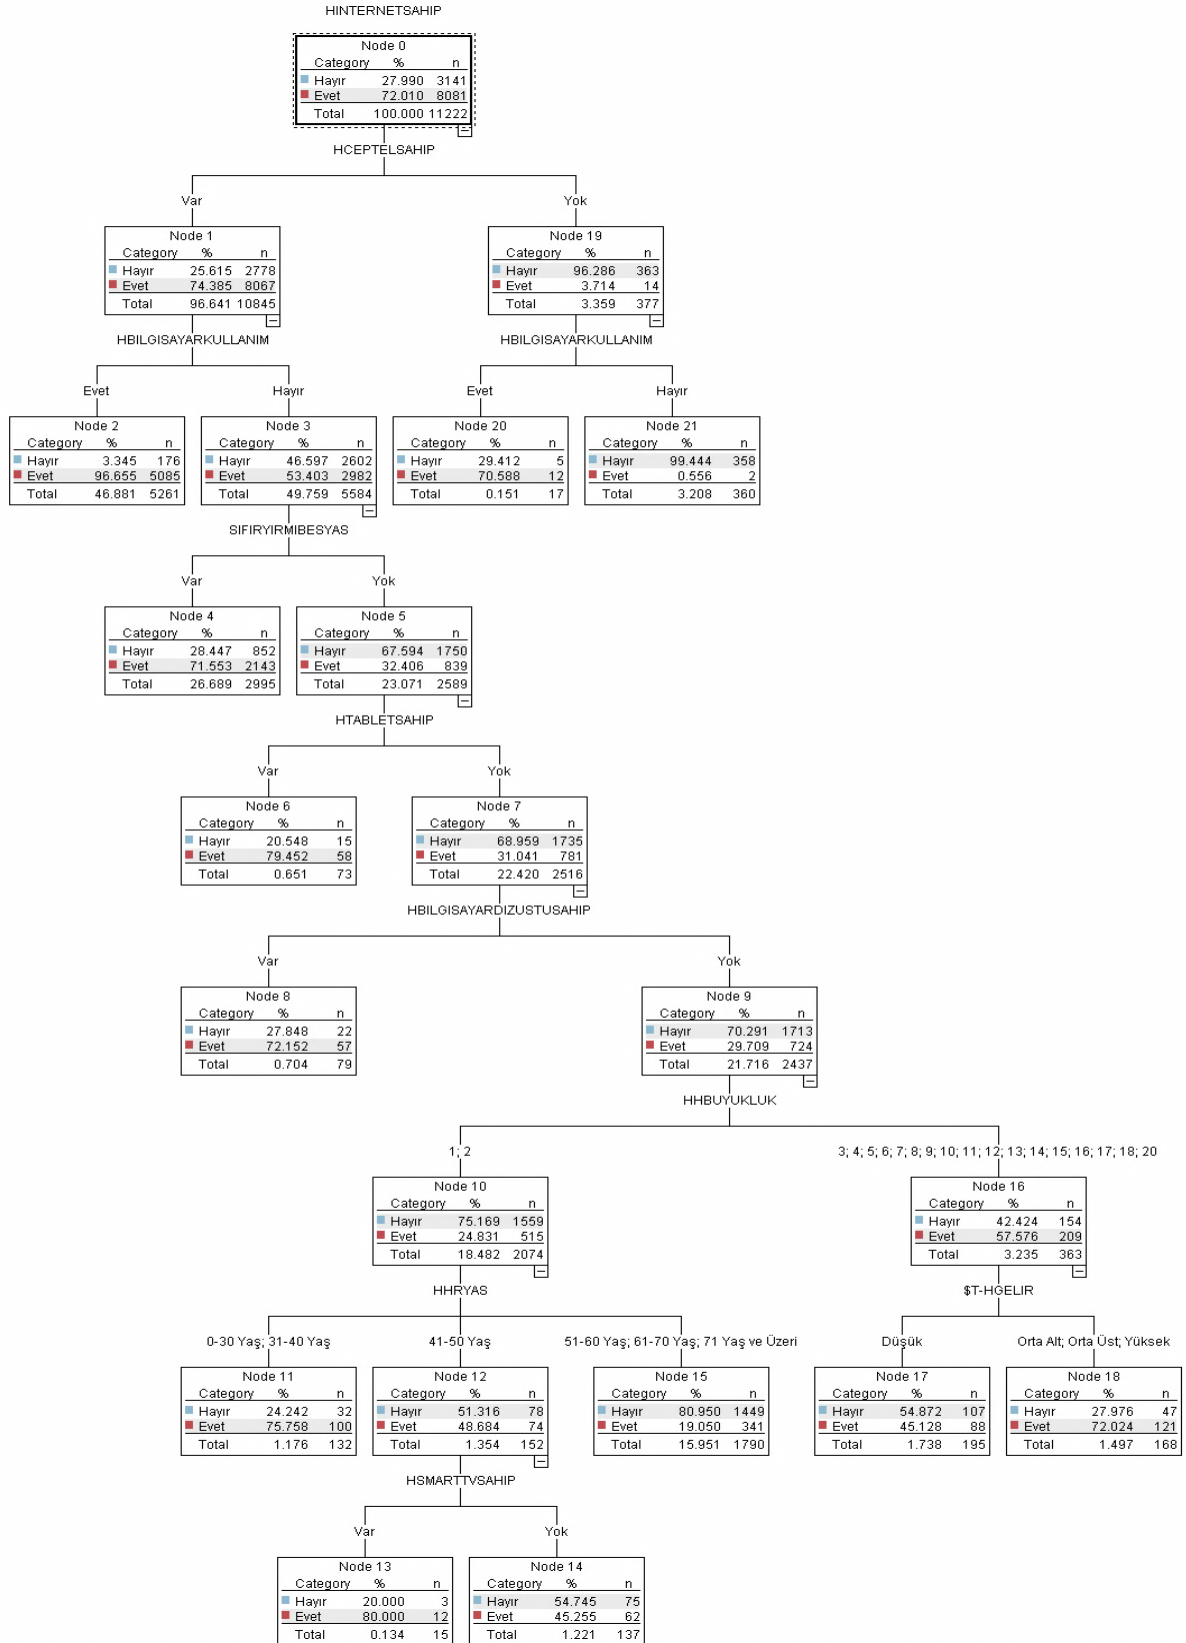 HINTERNETSAHIP
Node 0
Category % n
Hayır 27.990 3141
Evet 72.010 8081
Total 100.000 11222
HCEPTELSAHIP
Var
Yok
Node 1
Category % n
Hayır 25.615 2778
Evet 74.385 8067
Total 96.641 10845
Node 19
Category % n
Hayır 96.286 363
Evet 3.714 14
Total 3.359 377
HBILGISAYARKULLANIM
HBILGISAYARKULLANIM
Evet
Hayır
Evet
Hayır
Node 2
Category % n
Hayır 3.345 176
Evet 96.655 5085
Total 46.881 5261
Node 3
Category % n
Hayır 46.597 2602
Evet 53.403 2982
Total 49.759 5584
Node 20
Category % n
Hayır 29.412 5
Evet 70.588 12
Total 0.151 17
Node 21
Category % n
Hayır 99.444 358
Evet 0.556 2
Total 3.208 360
SIFIRYIRMIBESYAS
Var
Yok
Node 4
Category % n
Hayır 28.447 852
Evet 71.553 2143
Total 26.689 2995
Node 5
Category % n
Hayır 67.594 1750
Evet 32.406 839
Total 23.071 2589
HTABLETSAHIP
Var
Yok
Node 6
Category % n
Hayır 20.548 15
Evet 79.452 58
Total 0.651 73
Node 7
Category % n
Hayır 68.959 1735
Evet 31.041 781
Total 22.420 2516
HBILGISAYARDIZUSTUSAHIP
Var
Yok
Node 8
Category % n
Hayır 27.848 22
Evet 72.152 57
Total 0.704 79
Node 9
Category % n
Hayır 70.291 1713
Evet 29.709 724
Total 21.716 2437
HHBUYUKLUK
1; 2
3; 4; 5; 6; 7; 8; 9; 10; 11; 12; 13; 14; 15; 16; 17; 18; 20
Node 10
Category % n
Hayır 75.169 1559
Evet 24.831 515
Total 18.482 2074
Node 16
Category % n
Hayır 42.424 154
Evet 57.576 209
Total 3.235 363
HHRYAS
$T-HGELIR
0-30 Yaş; 31-40 Yaş
41-50 Yaş
51-60 Yaş; 61-70 Yaş; 71 Yaş ve Üzeri
Düşük
Orta Alt; Orta Üst; Yüksek
Node 11
Category % n
Hayır 24.242 32
Evet 75.758 100
Total 1.176 132
Node 12
Category % n
Hayır 51.316 78
Evet 48.684 74
Total 1.354 152
Node 15
Category % n
Hayır 80.950 1449
Evet 19.050 341
Total 15.951 1790
Node 17
Category % n
Hayır 54.872 107
Evet 45.128 88
Total 1.738 195
Node 18
Category % n
Hayır 27.976 47
Evet 72.024 121
Total 1.497 168
HSMARTTVSAHIP
Var
Yok
Node 13
Category % n
Hayır 20.000 3
Evet 80.000 12
Total 0.134 15
Node 14
Category % n
Hayır 54.745 75
Evet 45.255 62
Total 1.221 137